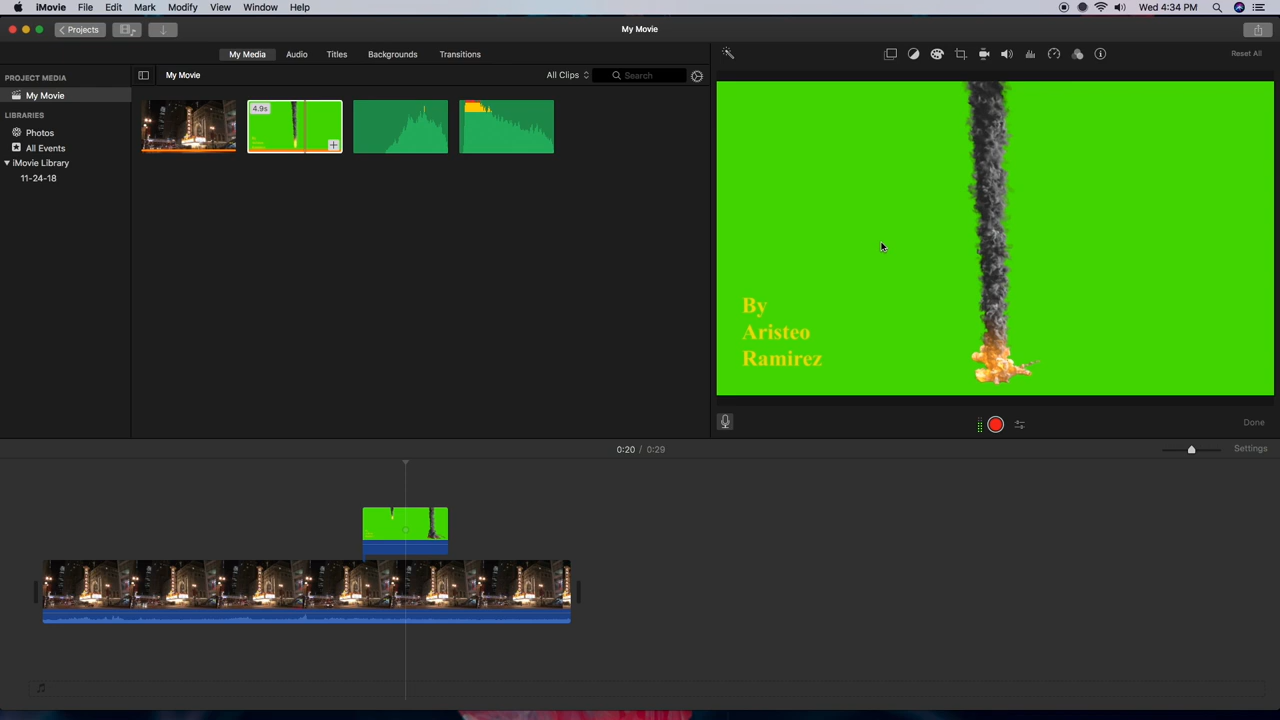 iMovie File Edit Mark Modify View Window Help
Wed 4:34 PM
Projects
My Movie
My Media Audio Titles Backgrounds Transitions
Reset All
PROJECT MEDIA
My Movie
LIBRARIES
Photos
All Events
iMovie Library
11-24-18
My Movie
All Clips
Search
4.9s
By
Aristeo
Ramirez
Done
0:20 / 0:29
Settings